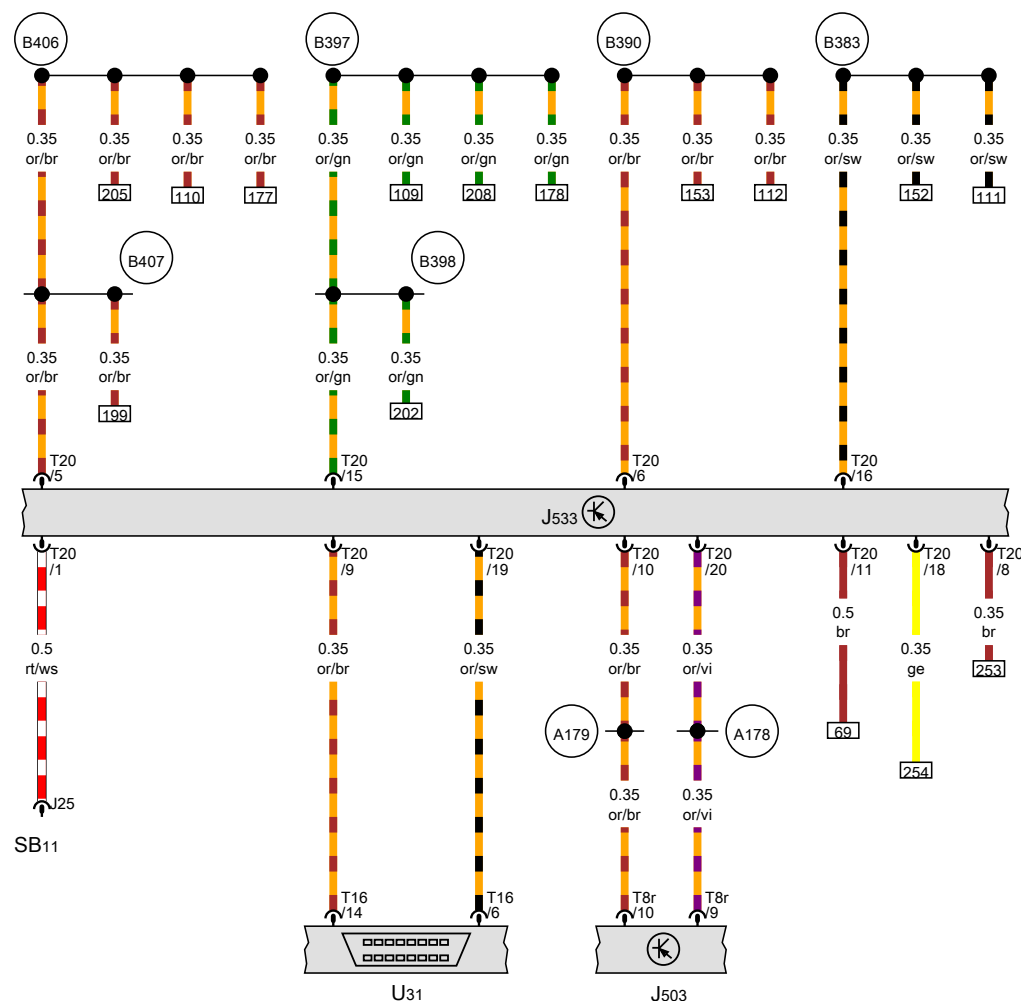 B406 B397 B390 B383
0.35 0.35 0.35 0.35 0.35 0.35 0.35 0.35 0.35 0.35 0.35 0.35 0.35 0.35
or/br or/br or/br or/br or/gn or/gn or/gn or/gn or/br or/br or/br or/sw or/sw or/sw
205 110 177 109 208 178 153 112 152 111
B407 B398
0.35 0.35 0.35 0.35
or/br or/br or/gn or/gn
199 202
T20 T20 T20 T20
/5 /15 /6 /16
J533
T20 T20 T20 T20 T20 T20 T20 T20
/1 /9 /19 /10 /20 /11 /18 /8
0.5 0.35
br br
0.5 0.35 0.35 0.35 0.35 0.35
rt/ws or/br or/sw or/br or/vi ge
253
A179 A178 69
254
0.35 0.35
or/br or/vi
J25
SB11
T16 T16 T8r T8r
/14 /6 /10 /9
U31 J503